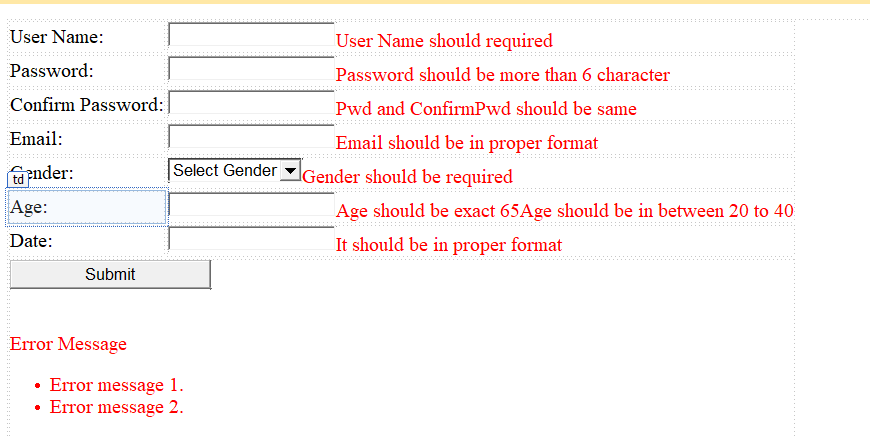 User Name: User Name should required
Password: Password should be more than 6 character
Confirm Password: Pwd and ConfirmPwd should be same
Email: Email should be in proper format
Gender: Select Gender Gender should be required
td
Age: Age should be exact 65Age should be in between 20 to 40
Date: It should be in proper format
Submit
Error Message
• Error message 1.
• Error message 2.